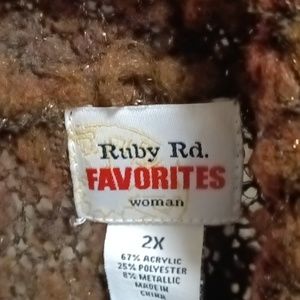 Ruby Rd.
FAVORITES
woman
2X
67% ACRYLIC
25% POLYESTER
8% METALLIC
MADE IN
CHINA